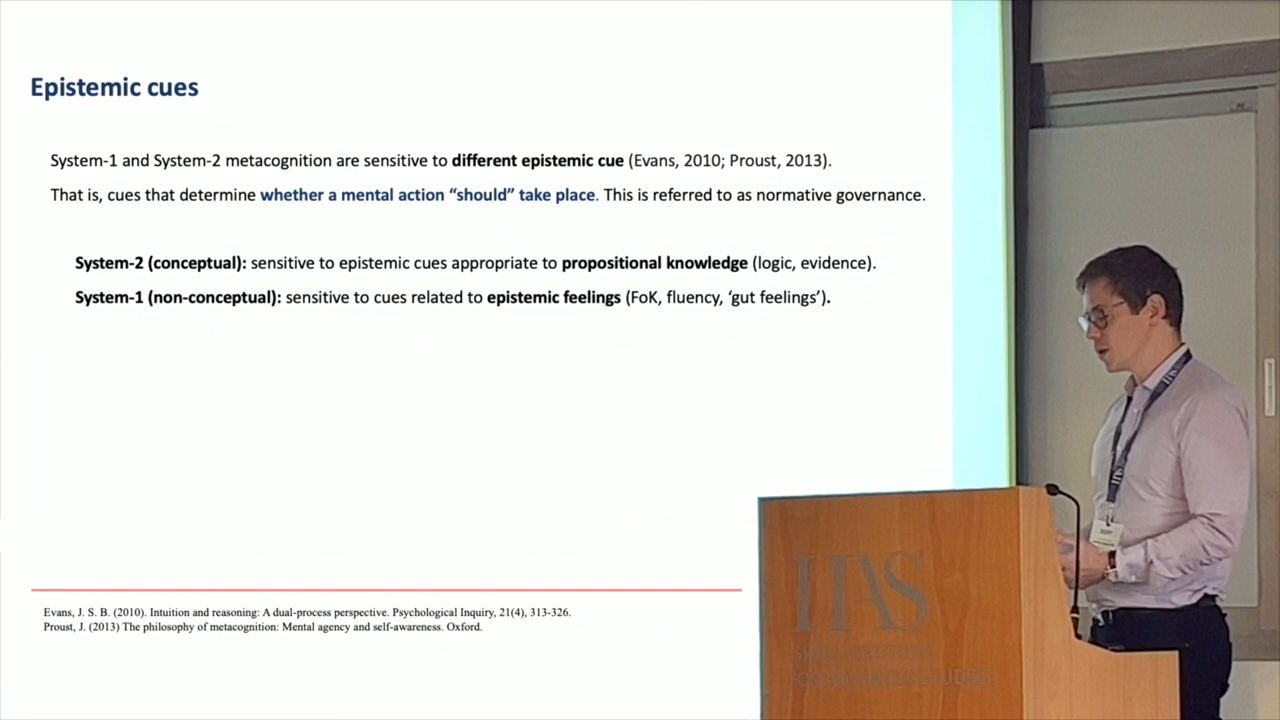 Epistemic cues
System-1 and System-2 metacognition are sensitive to different epistemic cue (Evans, 2010; Proust, 2013).
That is, cues that determine whether a mental action “should” take place. This is referred to as normative governance.
System-2 (conceptual): sensitive to epistemic cues appropriate to propositional knowledge (logic, evidence).
System-1 (non-conceptual): sensitive to cues related to epistemic feelings (FoK, fluency, ‘gut feelings’).
Evans, J. S. B. (2010). Intuition and reasoning: A dual-process perspective. Psychological Inquiry, 21(4), 313-326.
Proust, J. (2013) The philosophy of metacognition: Mental agency and self-awareness. Oxford.
IIAS
FOR ADVANCED STUDIES